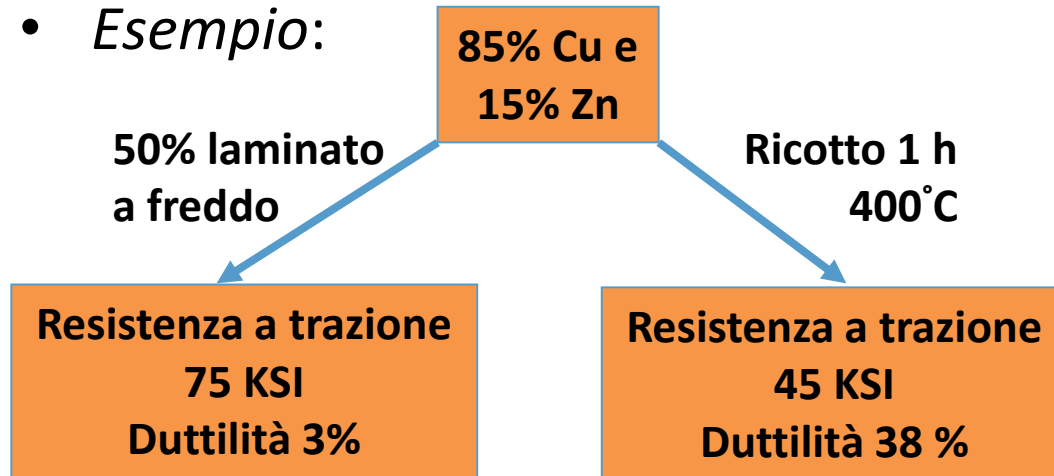 • Esempio:
85% Cu e
15% Zn
50% laminato
a freddo
Ricotto 1 h
400°C
Resistenza a trazione
75 KSI
Duttilità 3%
Resistenza a trazione
45 KSI
Duttilità 38 %